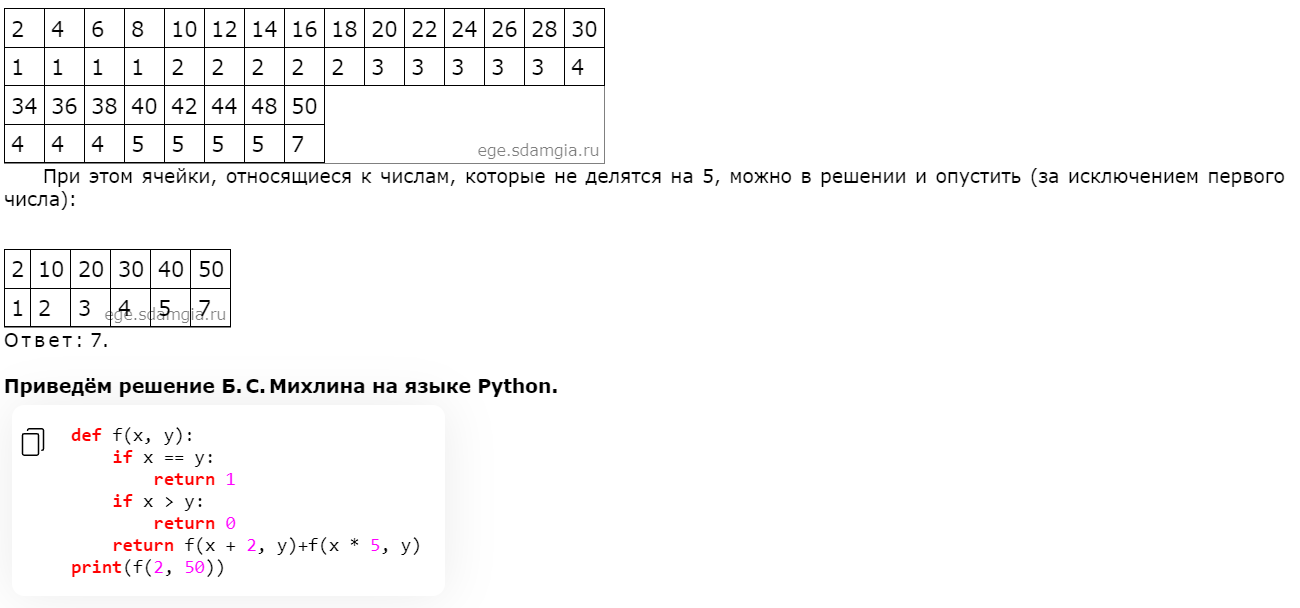 2 4 6 8 10 12 14 16 18 20 22 24 26 28 30
1 1 1 1 2 2 2 2 2 3 3 3 3 3 4
34 36 38 40 42 44 48 50
4 4 4 5 5 5 5 7
ege.sdamgia.ru
При этом ячейки, относящиеся к числам, которые не делятся на 5, можно в решении и опустить (за исключением первого
числа):
2 10 20 30 40 50
1 2 3 4 5 7
ege.sdamgia.ru
Ответ: 7.
Приведём решение Б. С. Михлина на языке Python.
def f(x, y):
    if x == y:
        return 1
    if x > y:
        return 0
    return f(x + 2, y)+f(x * 5, y)
print(f(2, 50))